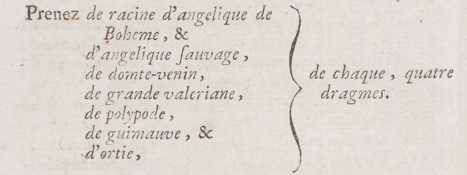 Prenez de racine d'angelique de
Boheme, &
d'angelique ſauvage,
de domte-venin,
de grande valeriane,
de polypode,
de guimauve, &
d'ortie,
de chaque, quatre
dragmes.